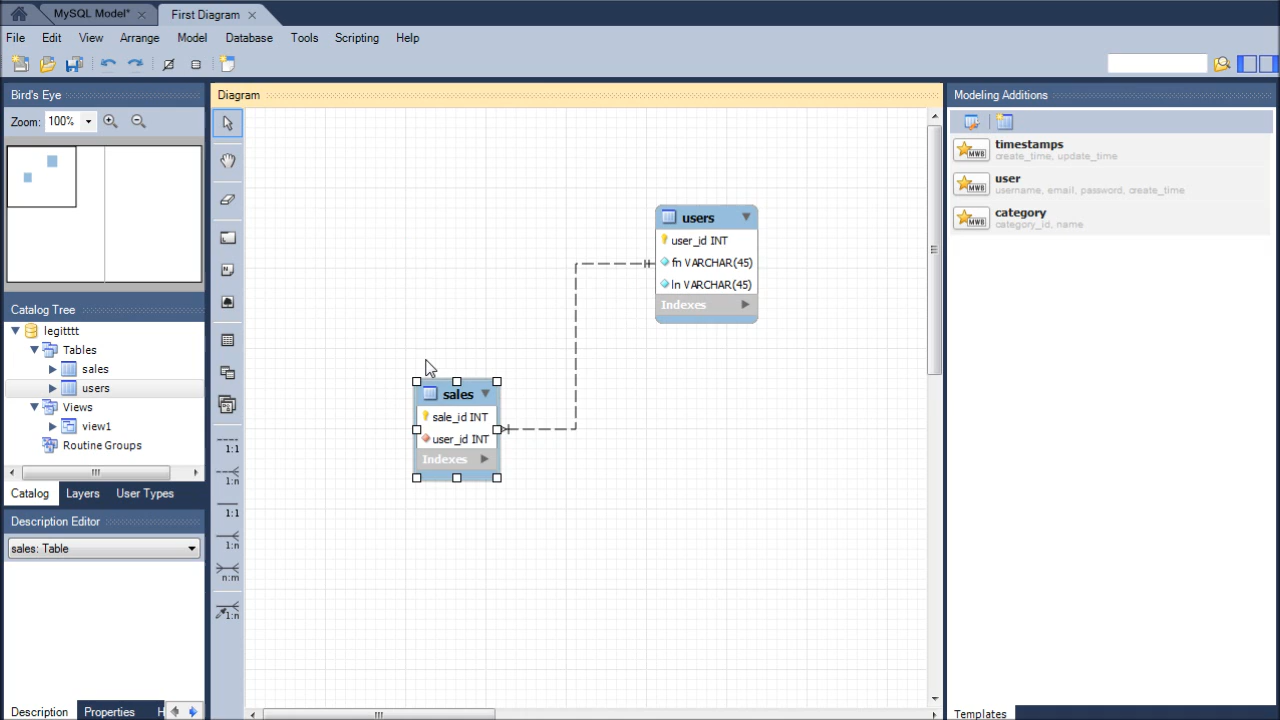 MySQL Model*
First Diagram
File Edit View Arrange Model Database Tools Scripting Help
Bird's Eye
Zoom: 100%
Catalog Tree
legitttt
Tables
sales
users
Views
view1
Routine Groups
Catalog Layers User Types
Description Editor
sales: Table
Description Properties H
Diagram
1:1
1:n
1:1
1:n
n:m
1:n
users
user_id INT
fn VARCHAR(45)
ln VARCHAR(45)
Indexes
sales
sale_id INT
user_id INT
Indexes
Modeling Additions
MWB
timestamps
create_time, update_time
MWB
user
username, email, password, create_time
MWB
category
category_id, name
Templates